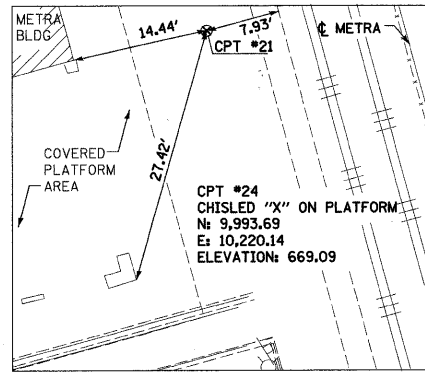 METRA
BLDG
14.44'
7.93'
℄ METRA
CPT #21
COVERED
PLATFORM
AREA
27.42'
CPT #24
CHISLED "X" ON PLATFORM
N: 9,993.69
E: 10,220.14
ELEVATION: 669.09